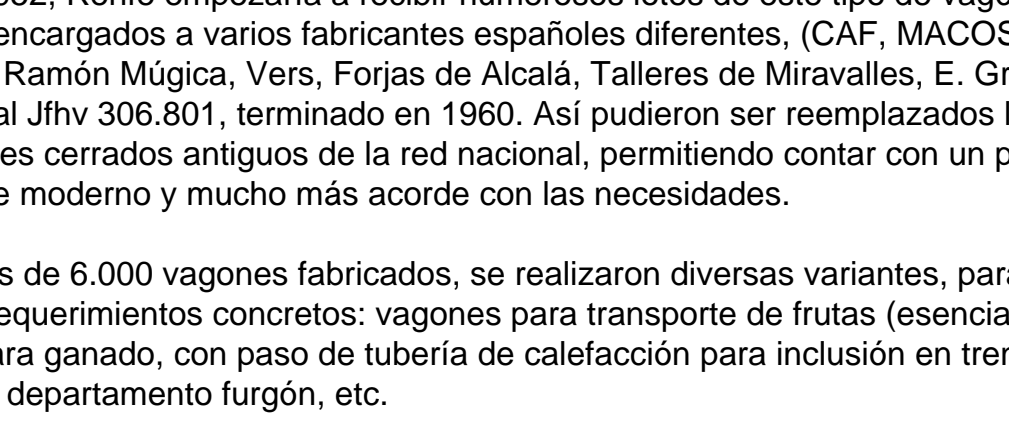 Renfe empezaría a recibir numerosos lotes de este tipo de
encargados a varios fabricantes españoles diferentes, (CAF, MACOS
Ramón Múgica, Vers, Forjas de Alcalá, Talleres de Miravalles, E. Gr
al Jfhv 306.801, terminado en 1960. Así pudieron ser reemplazados
es cerrados antiguos de la red nacional, permitiendo contar con un p
e moderno y mucho más acorde con las necesidades.
s de 6.000 vagones fabricados, se realizaron diversas variantes, para
equerimientos concretos: vagones para transporte de frutas (esencia
ara ganado, con paso de tubería de calefacción para inclusión en tren
departamento furgón, etc.